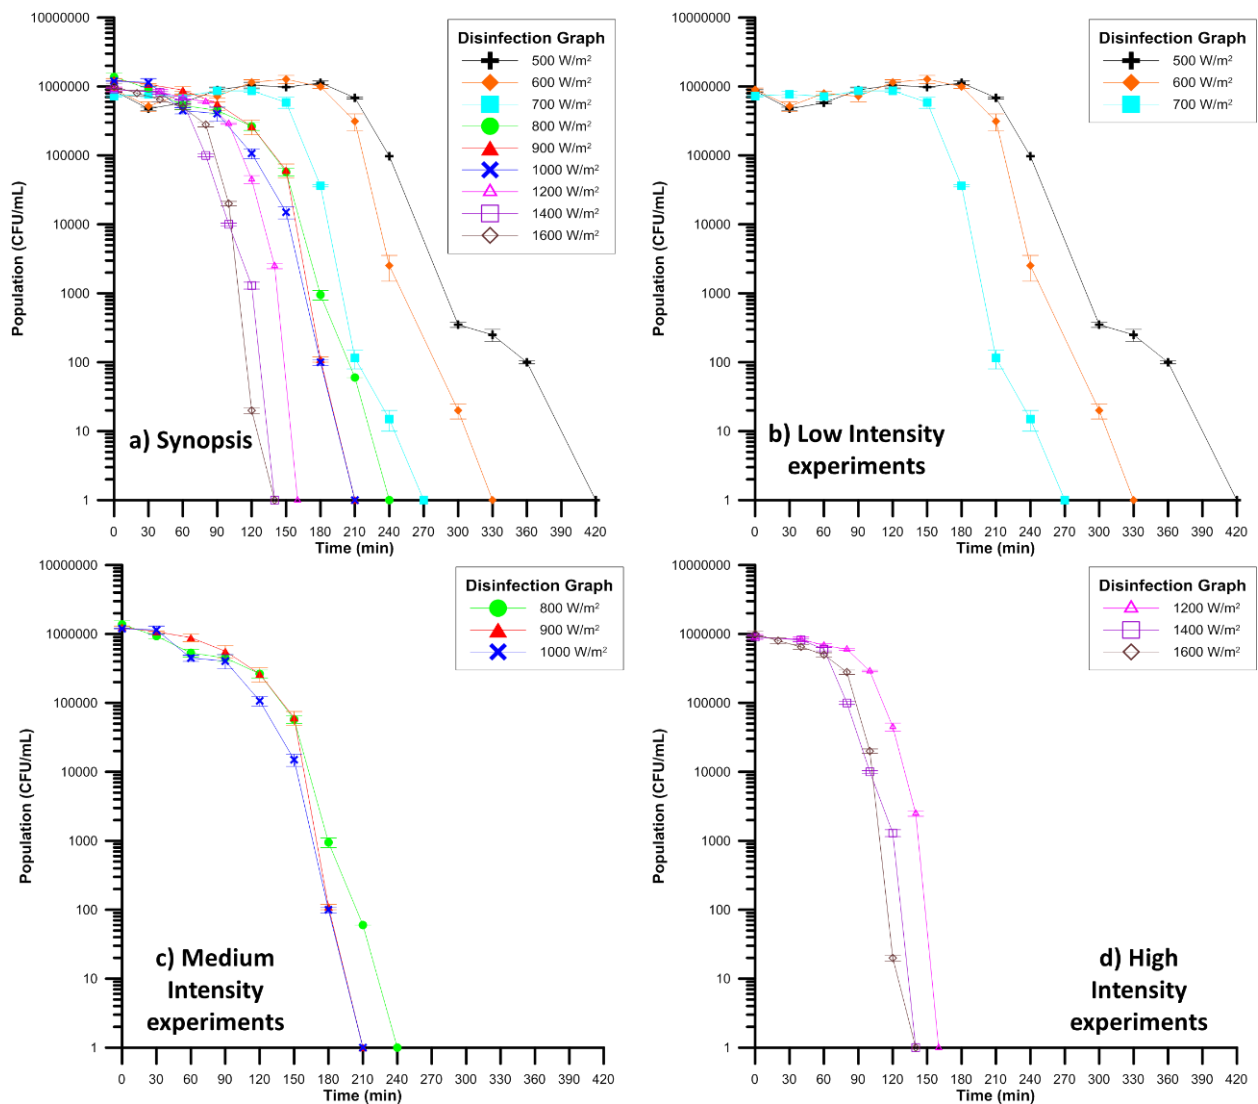 10000000
1000000
100000
10000
1000
100
10
1
Population (CFU/mL)
0 30 60 90 120 150 180 210 240 270 300 330 360 390 420
Time (min)
Disinfection Graph
500 W/m²
600 W/m²
700 W/m²
800 W/m²
900 W/m²
1000 W/m²
1200 W/m²
1400 W/m²
1600 W/m²
a) Synopsis
10000000
1000000
100000
10000
1000
100
10
1
Population (CFU/mL)
0 30 60 90 120 150 180 210 240 270 300 330 360 390 420
Time (min)
Disinfection Graph
500 W/m²
600 W/m²
700 W/m²
b) Low Intensity
experiments
10000000
1000000
100000
10000
1000
100
10
1
Population (CFU/mL)
0 30 60 90 120 150 180 210 240 270 300 330 360 390 420
Time (min)
Disinfection Graph
800 W/m²
900 W/m²
1000 W/m²
c) Medium
Intensity
experiments
10000000
1000000
100000
10000
1000
100
10
1
Population (CFU/mL)
0 30 60 90 120 150 180 210 240 270 300 330 360 390 420
Time (min)
Disinfection Graph
1200 W/m²
1400 W/m²
1600 W/m²
d) High
Intensity
experiments